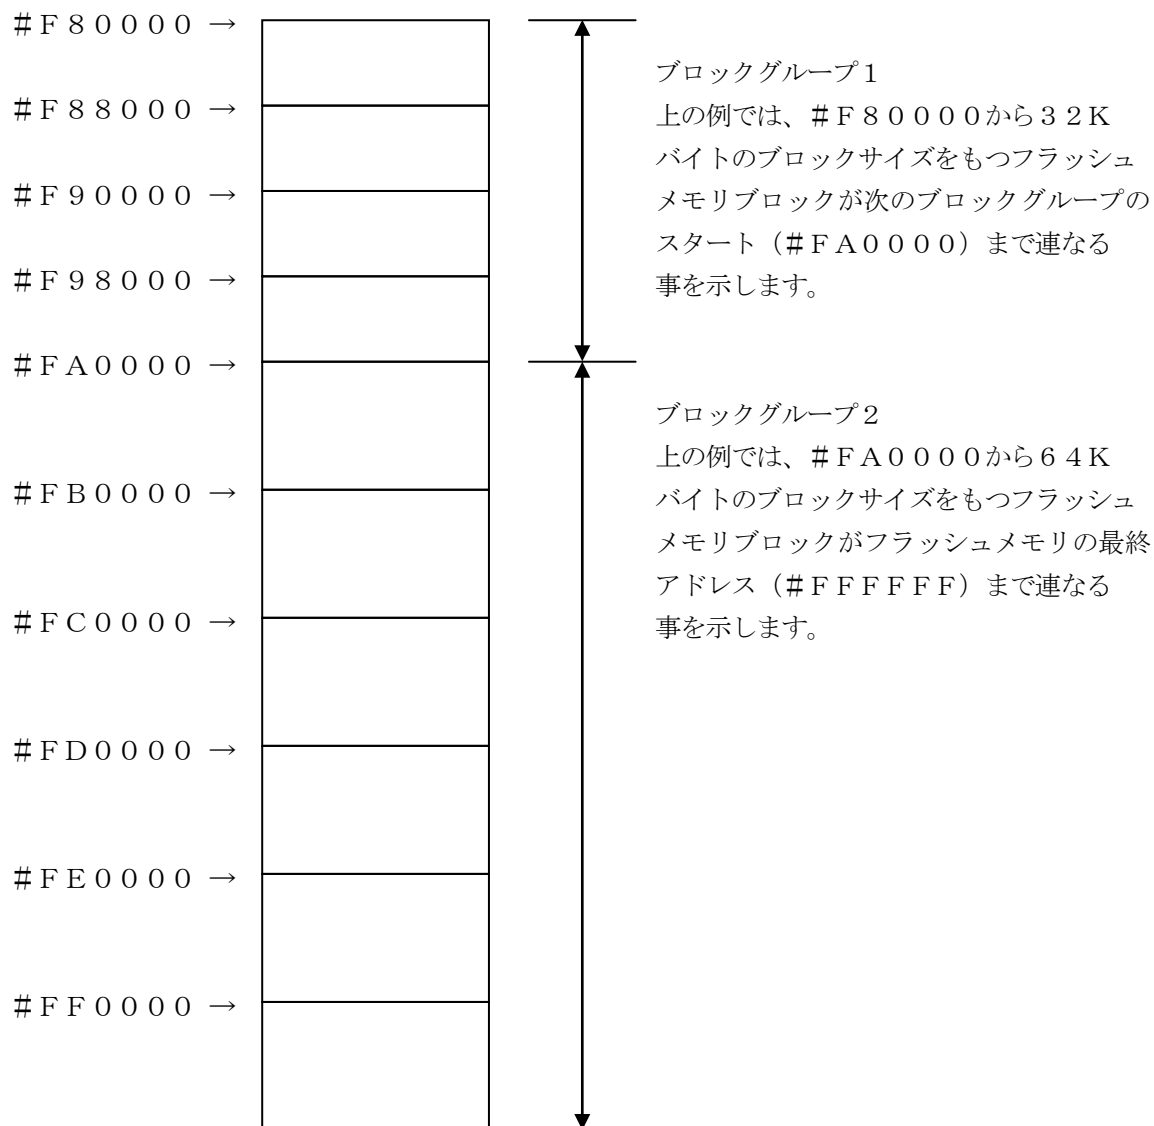 ＃Ｆ８００００ →
＃Ｆ８８０００ →
＃Ｆ９００００ →
＃Ｆ９８０００ →
＃ＦＡ００００ →
＃ＦＢ００００ →
＃ＦＣ００００ →
＃ＦＤ００００ →
＃ＦＥ００００ →
＃ＦＦ００００ →
ブロックグループ１
上の例では、＃Ｆ８００００から３２Ｋ
バイトのブロックサイズをもつフラッシュ
メモリブロックが次のブロックグループの
スタート（＃ＦＡ００００）まで連なる
事を示します。
ブロックグループ２
上の例では、＃ＦＡ００００から６４Ｋ
バイトのブロックサイズをもつフラッシュ
メモリブロックがフラッシュメモリの最終
アドレス（＃ＦＦＦＦＦＦ）まで連なる
事を示します。